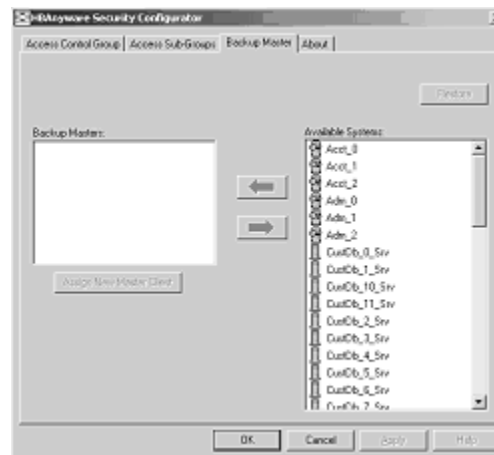 HBAnyware Security Configurator
Access Control Group Access Sub-Groups Backup Master About
Restore
Backup Masters:
Available Systems:
Acct_0
Acct_1
Acct_2
Adm_0
Adm_1
Adm_2
CustDb_0_Srv
CustDb_1_Srv
CustDb_10_Srv
CustDb_11_Srv
CustDb_2_Srv
CustDb_3_Srv
CustDb_4_Srv
CustDb_5_Srv
CustDb_6_Srv
CustDb_7_Srv
Assign New Master Client
OK Cancel Apply Help